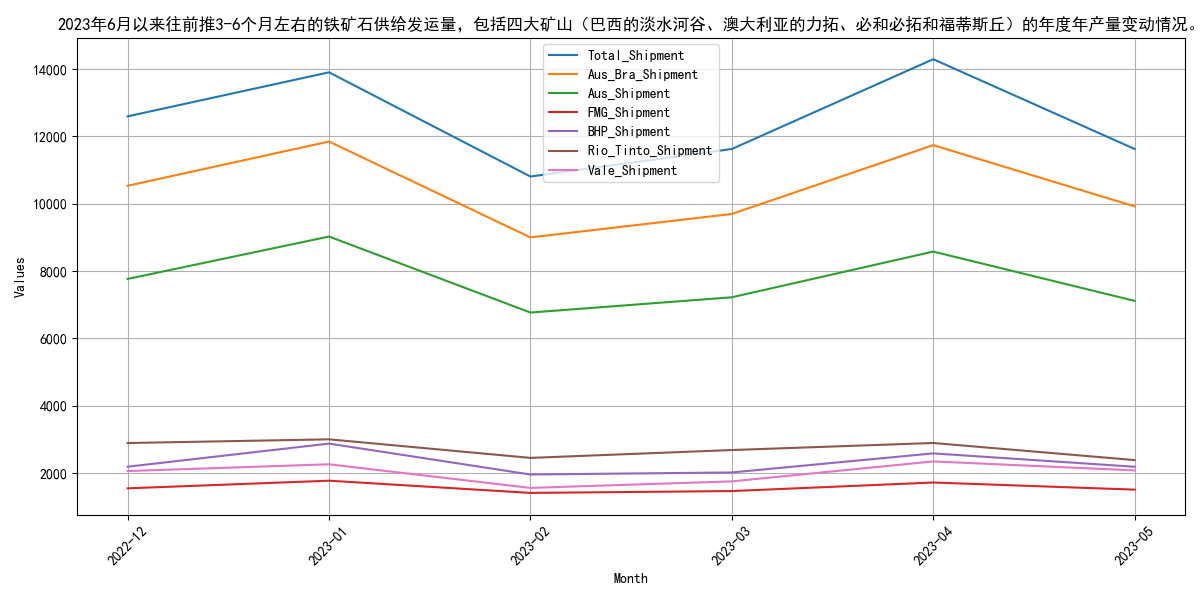 2023年6月以来往前推3-6个月左右的铁矿石供给发运量，包括四大矿山（巴西的淡水河谷、澳大利亚的力拓、必和必拓和福蒂斯丘）的年度年产量变动情况。
Total_Shipment
Aus_Bra_Shipment
Aus_Shipment
FMG_Shipment
BHP_Shipment
Rio_Tinto_Shipment
Vale_Shipment
Values
14000
12000
10000
8000
6000
4000
2000
2022-12
2023-01
2023-02
2023-03
2023-04
2023-05
Month